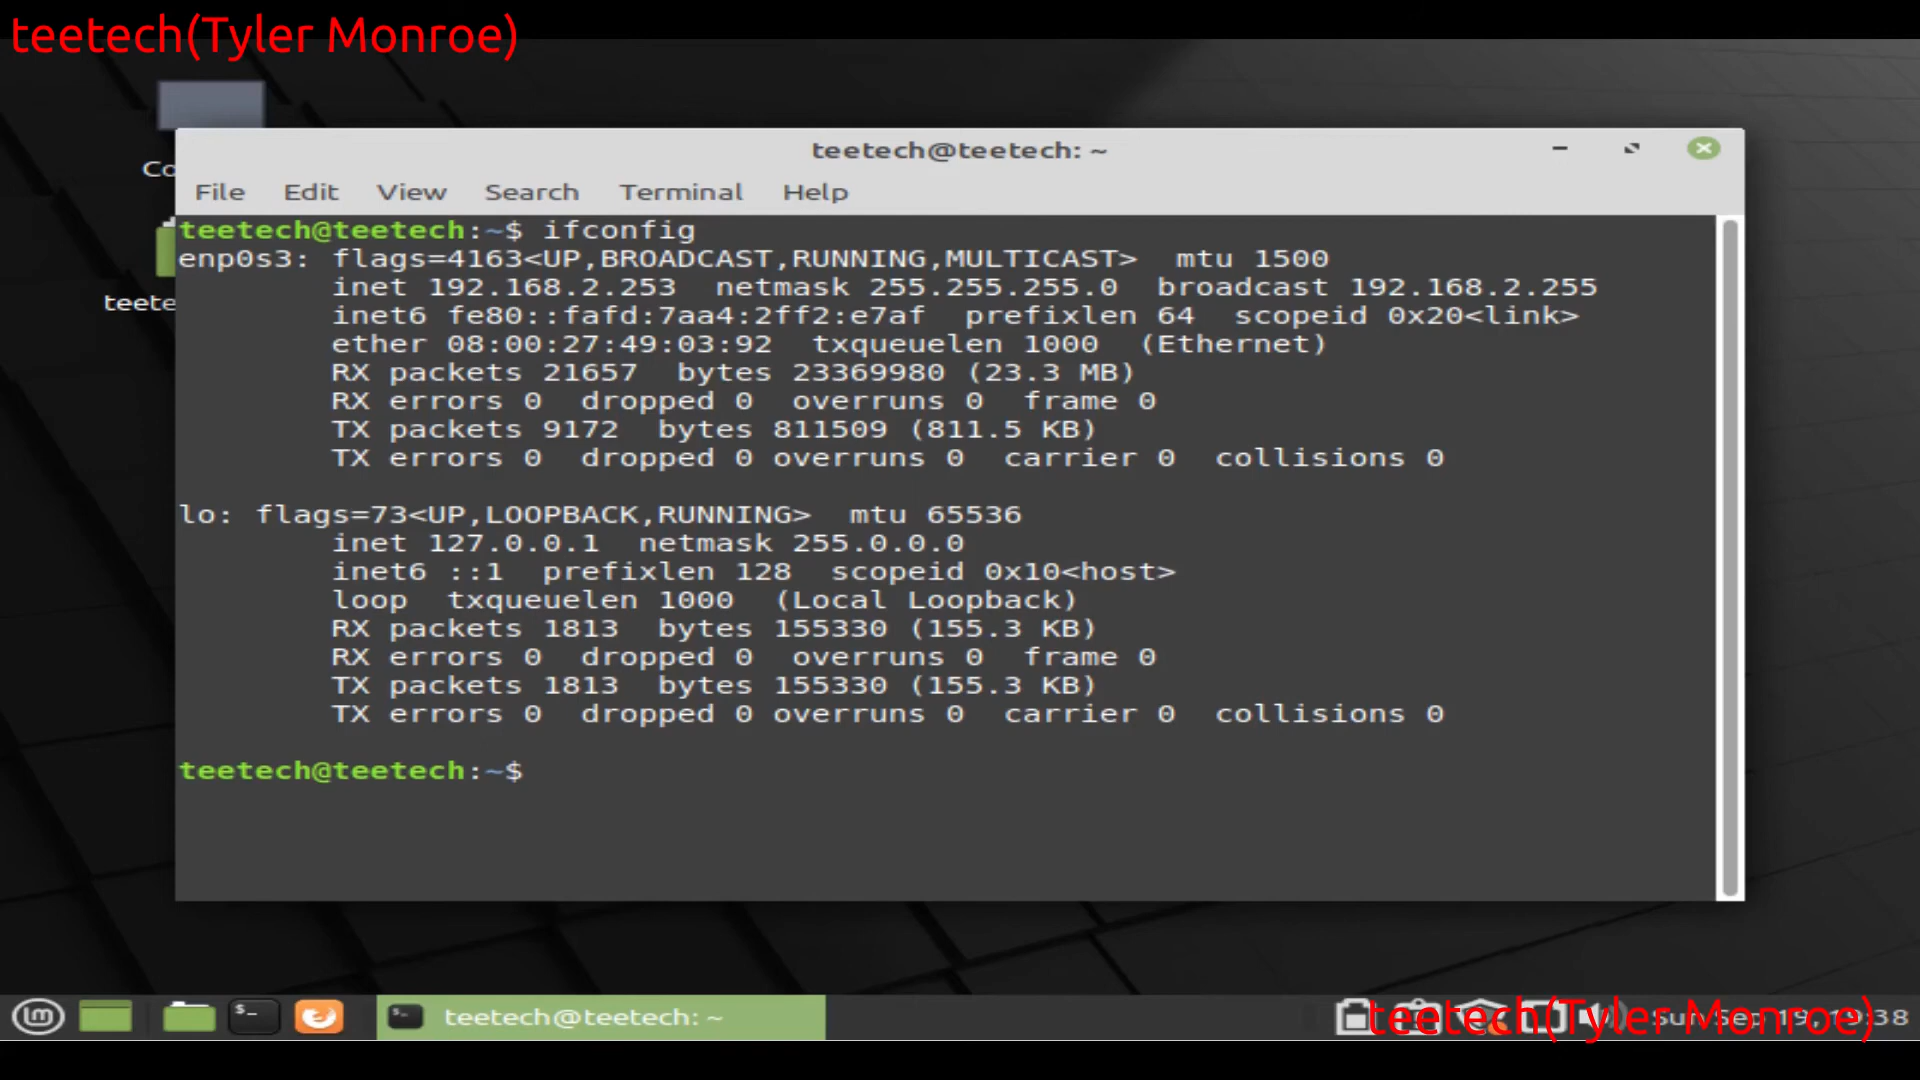 teetech(Tyler Monroe)
Co
teete
teetech@teetech: ~
File Edit View Search Terminal Help
teetech@teetech:~$ ifconfig
enp0s3: flags=4163<UP,BROADCAST,RUNNING,MULTICAST>  mtu 1500
        inet 192.168.2.253  netmask 255.255.255.0  broadcast 192.168.2.255
        inet6 fe80::fafd:7aa4:2ff2:e7af  prefixlen 64  scopeid 0x20<link>
        ether 08:00:27:49:03:92  txqueuelen 1000  (Ethernet)
        RX packets 21657  bytes 23369980 (23.3 MB)
        RX errors 0  dropped 0  overruns 0  frame 0
        TX packets 9172  bytes 811509 (811.5 KB)
        TX errors 0  dropped 0 overruns 0  carrier 0  collisions 0
lo: flags=73<UP,LOOPBACK,RUNNING>  mtu 65536
        inet 127.0.0.1  netmask 255.0.0.0
        inet6 ::1  prefixlen 128  scopeid 0x10<host>
        loop  txqueuelen 1000  (Local Loopback)
        RX packets 1813  bytes 155330 (155.3 KB)
        RX errors 0  dropped 0  overruns 0  frame 0
        TX packets 1813  bytes 155330 (155.3 KB)
        TX errors 0  dropped 0 overruns 0  carrier 0  collisions 0
teetech@teetech:~$
teetech@teetech: ~
Sun Sep 19, 19:38
teetech(Tyler Monroe)